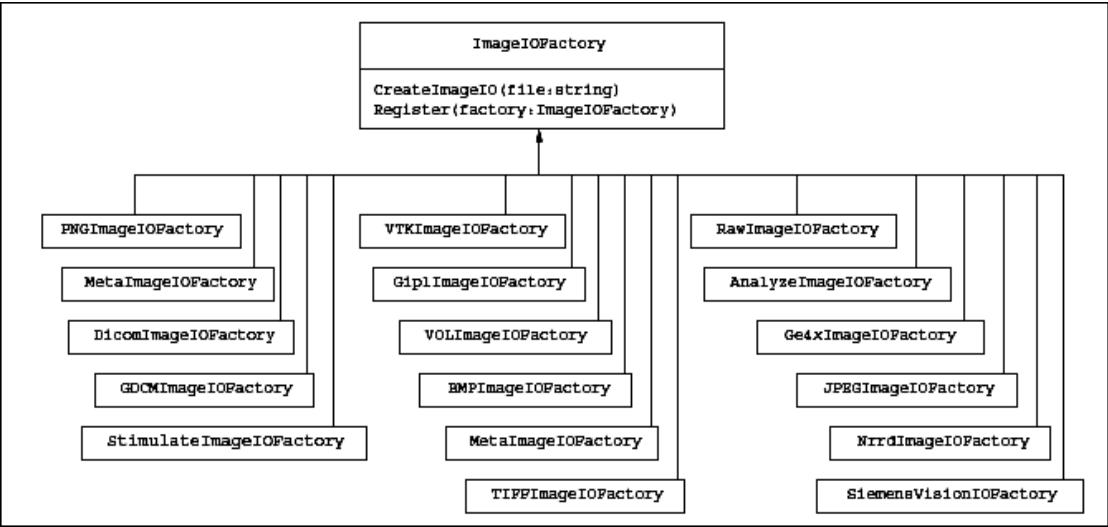 ImageIOFactory
CreateImageIO(file:string)
Register(factory:ImageIOFactory)
PNGImageIOFactory
VTKImageIOFactory
RawImageIOFactory
MetaImageIOFactory
GiplImageIOFactory
AnalyzeImageIOFactory
DicomImageIOFactory
VOLImageIOFactory
Ge4xImageIOFactory
GDCMImageIOFactory
BMPImageIOFactory
JPEGImageIOFactory
StimulateImageIOFactory
MetaImageIOFactory
NrrdImageIOFactory
TIFFImageIOFactory
SiemensVisionIOFactory